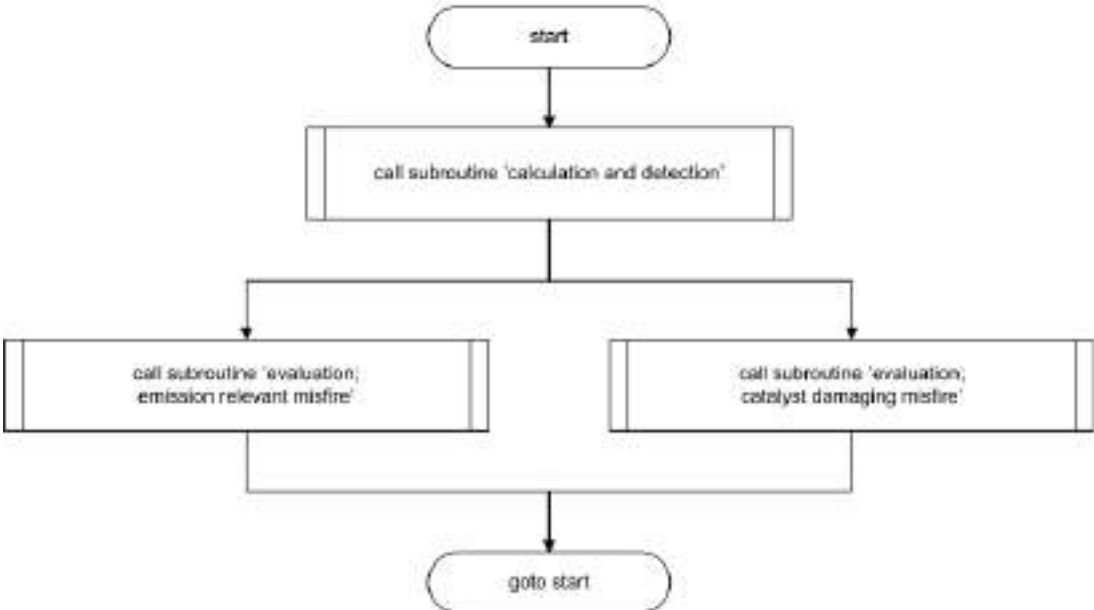 start
call subroutine 'calculation and detection'
call subroutine 'evaluation;
emission relevant misfire'
call subroutine 'evaluation;
catalyst damaging misfire'
goto start